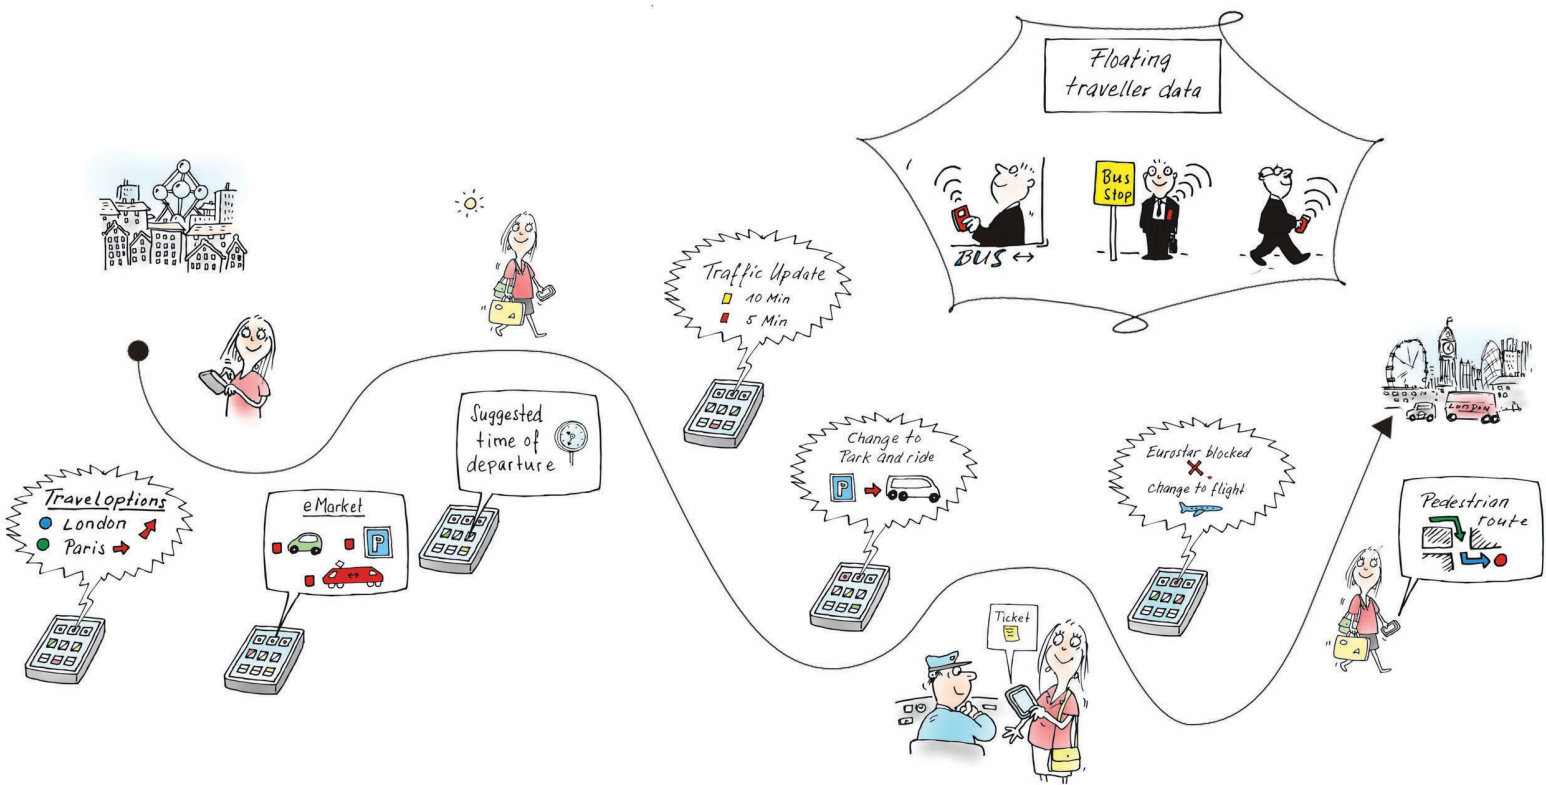 Floating
traveller data
Bus
Stop
BUS
Traffic Update
10 Min
5 Min
Suggested
time of
departure
Travel options
London
Paris
eMarket
P
Change to
Park and ride
P
Eurostar blocked
change to flight
Ticket
LONDON
Pedestrian
route